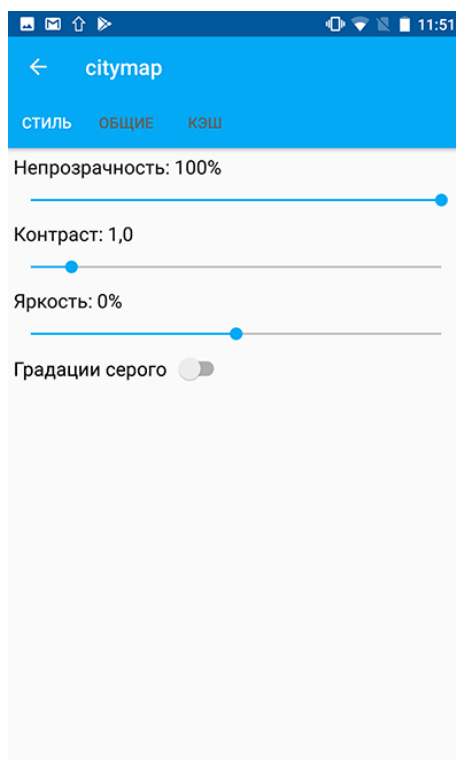 11:51
citymap
СТИЛЬ ОБЩИЕ КЭШ
Непрозрачность: 100%
Контраст: 1,0
Яркость: 0%
Градации серого